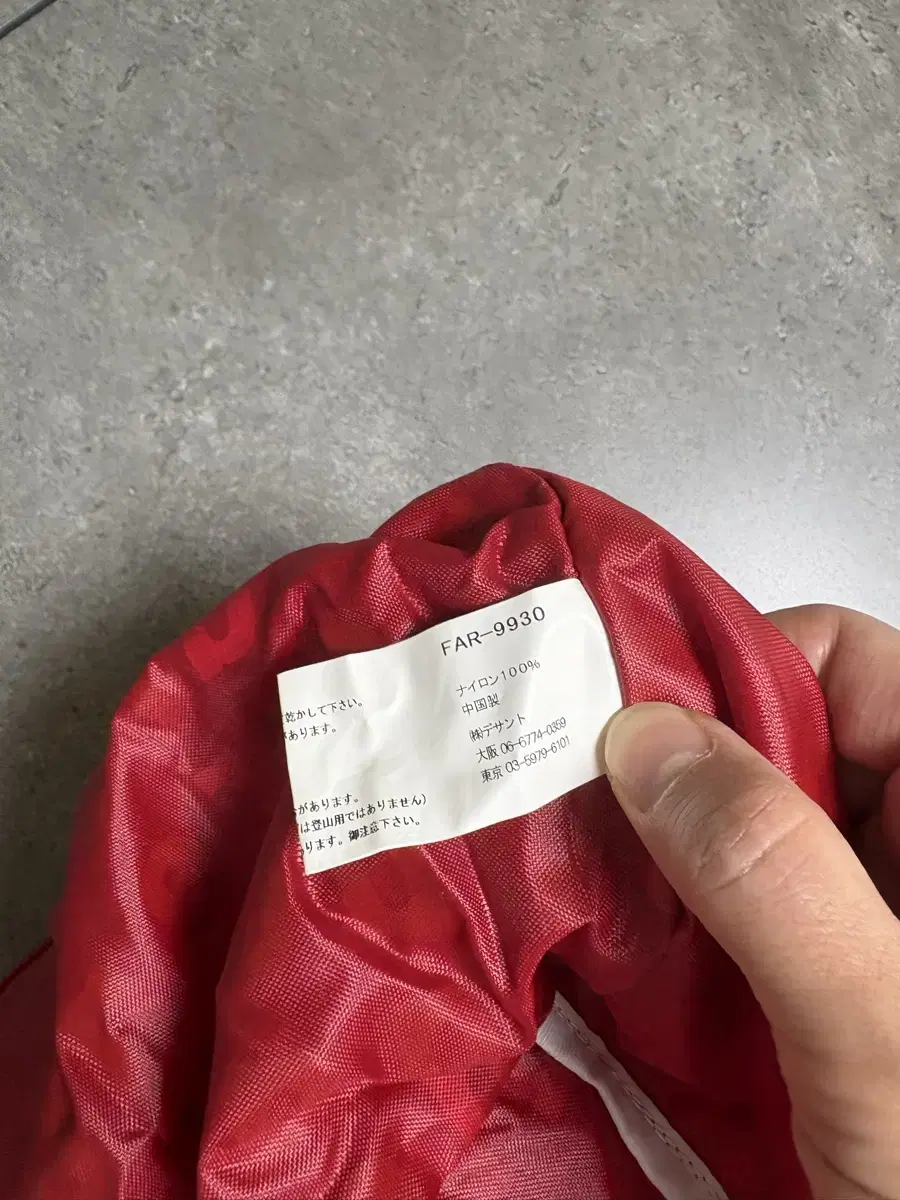 FAR-9930
ナイロン100%
中国製
㈱デサント
大阪 06-6774-0359
東京 03-5979-6101
乾かして下さい。
があります。
があります。
は登山用ではありません)
ります。御注意下さい。